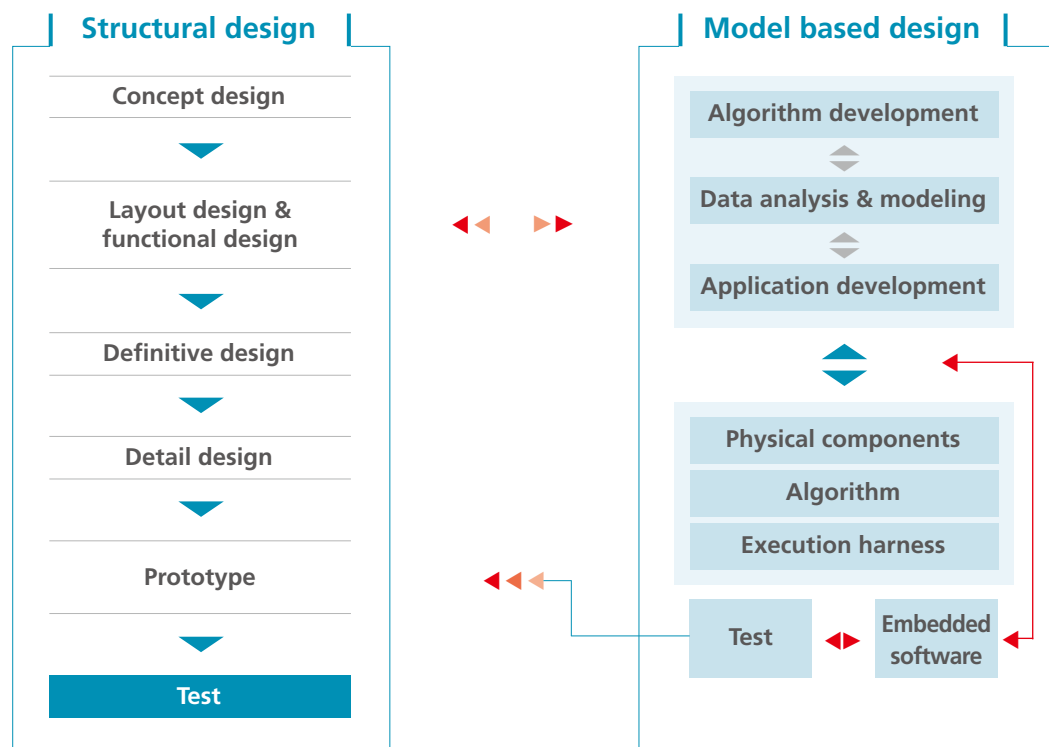 Structural design
Concept design
Layout design &
functional design
Definitive design
Detail design
Prototype
Test
Model based design
Algorithm development
Data analysis & modeling
Application development
Physical components
Algorithm
Execution harness
Test
Embedded
software